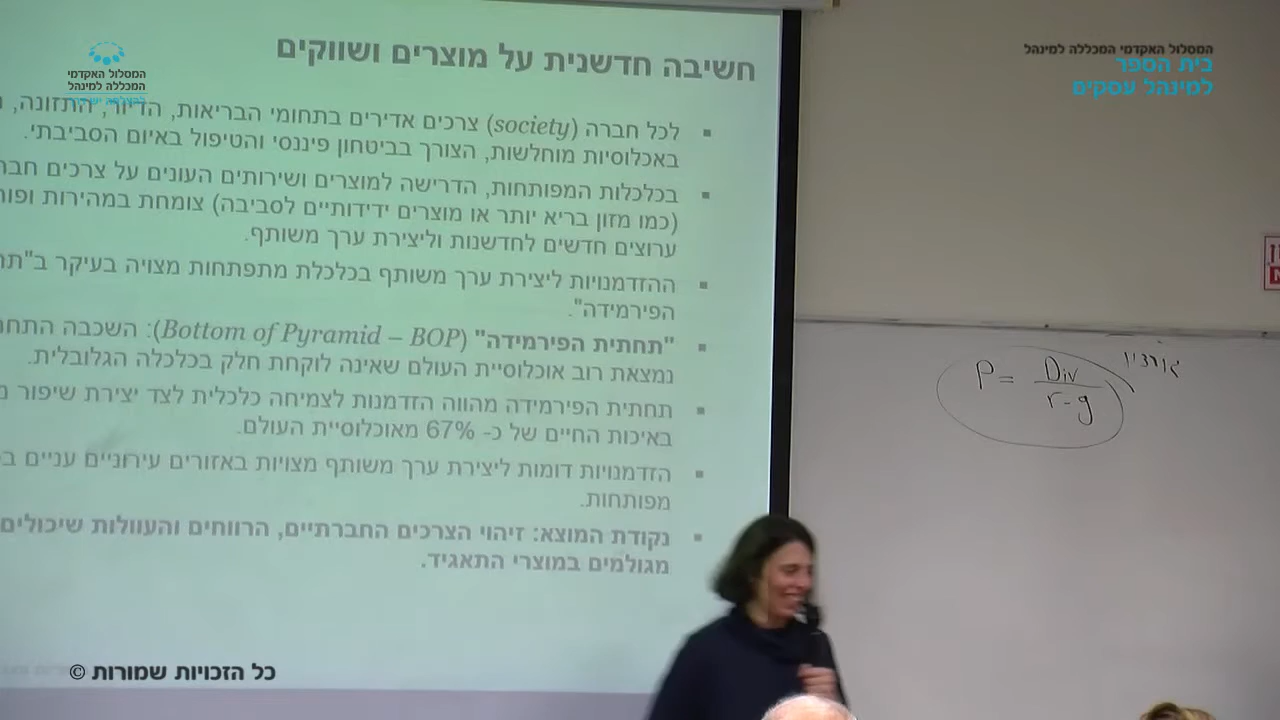 המסלול האקדמי המכללה למינהל
בית הספר
למינהל עסקים
המסלול האקדמי
המכללה למינהל
חשיבה חדשנית על מוצרים ושווקים
לכל חברה (society) צרכים אדירים בתחומי הבריאות, הדיור, התזונה,
באכלוסיות מוחלשות, הצורך בביטחון פיננסי והטיפול באיום הסביבתי.
בכלכלות המפותחות, הדרישה למוצרים ושירותים העונים על צרכים
(כמו מזון בריא יותר או מוצרים ידידותיים לסביבה) צומחת במהירות
ערוצים חדשים לחדשנות וליצירת ערך משותף.
ההזדמנויות ליצירת ערך משותף בכלכלת מתפתחות מצויה בעיקר
הפירמידה".
"תחתית הפירמידה" (Bottom of Pyramid – BOP): השכבה
נמצאת רוב אוכלוסיית העולם שאינה לוקחת חלק בכלכלה הגלובלית.
תחתית הפירמידה מהווה הזדמנות לצמיחה כלכלית לצד יצירת שיפור
באיכות החיים של כ- 67% מאוכלוסיית העולם.
הזדמנויות דומות ליצירת ערך משותף מצויות באזורים עירוניים עניים
מפותחות.
נקודת המוצא: זיהוי הצרכים החברתיים, הרווחים והעוולות שיכולים
מגולמים במוצרי התאגיד.
P = Div / r-g
גורדון
כל הזכויות שמורות ©